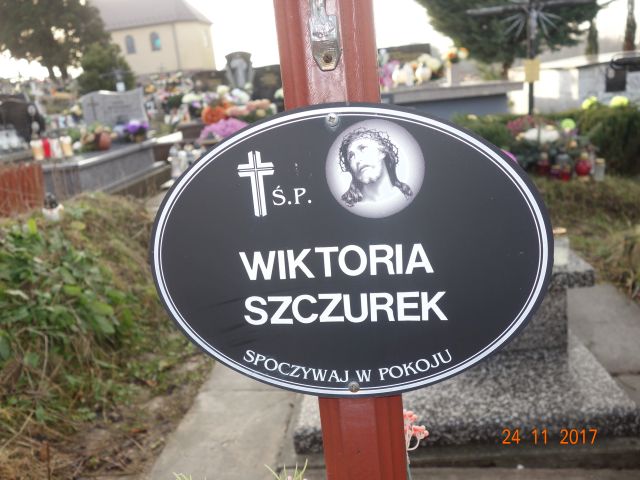 Ś.P.
WIKTORIA
SZCZUREK
SPOCZYWAJ W POKOJU
24 11 2017